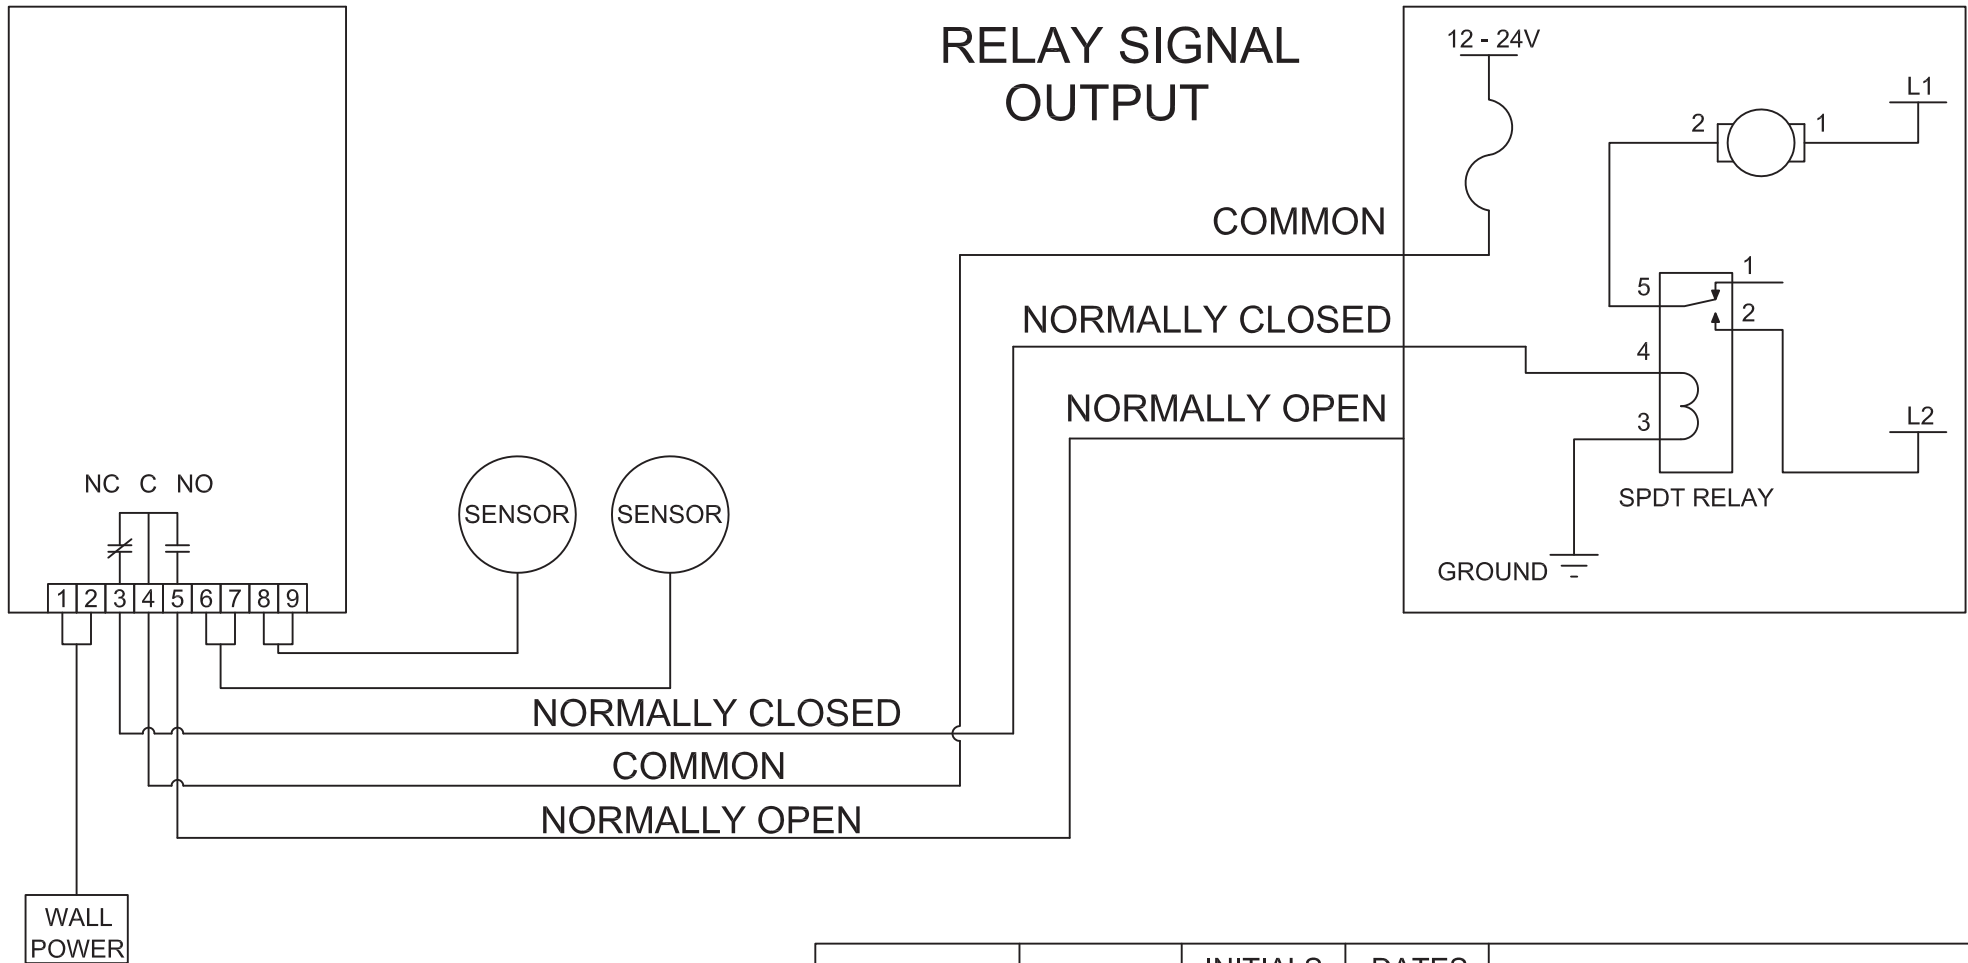 RELAY SIGNAL
OUTPUT
12 - 24V
L1
2
1
COMMON
5
1
NORMALLY CLOSED
2
4
NORMALLY OPEN
3
L2
SPDT RELAY
GROUND
NC C NO
SENSOR
SENSOR
1 2 3 4 5 6 7 8 9
NORMALLY CLOSED
COMMON
NORMALLY OPEN
WALL
POWER
INITIALS DATES